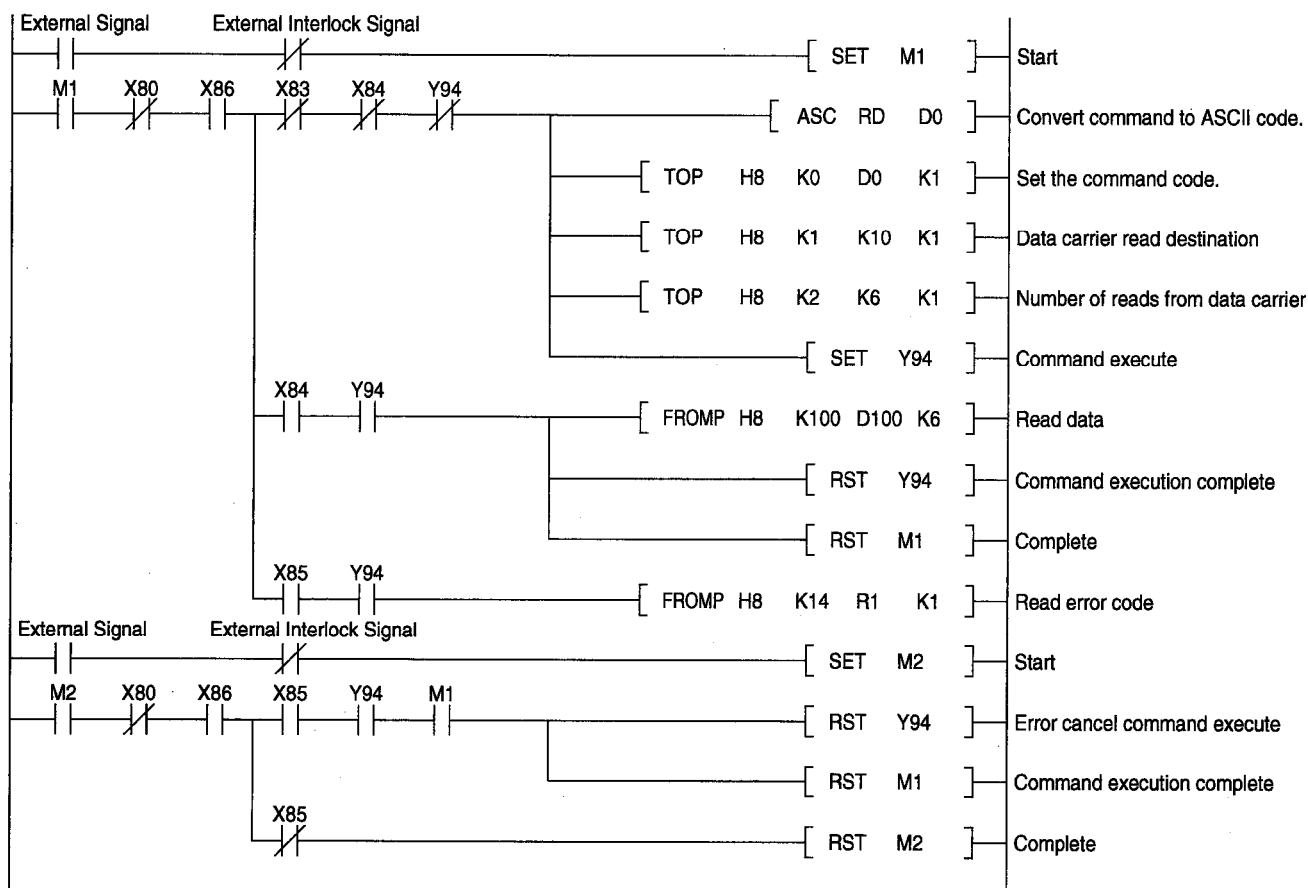 External Signal External Interlock Signal
[ SET M1 ] Start
M1 X80 X86 X83 X84 Y94
[ ASC RD D0 ] Convert command to ASCII code.
[ TOP H8 K0 D0 K1 ] Set the command code.
[ TOP H8 K1 K10 K1 ] Data carrier read destination
[ TOP H8 K2 K6 K1 ] Number of reads from data carrier
[ SET Y94 ] Command execute
X84 Y94
[ FROMP H8 K100 D100 K6 ] Read data
[ RST Y94 ] Command execution complete
[ RST M1 ] Complete
X85 Y94
[ FROMP H8 K14 R1 K1 ] Read error code
External Signal External Interlock Signal
[ SET M2 ] Start
M2 X80 X86 X85 Y94 M1
[ RST Y94 ] Error cancel command execute
[ RST M1 ] Command execution complete
X85
[ RST M2 ] Complete